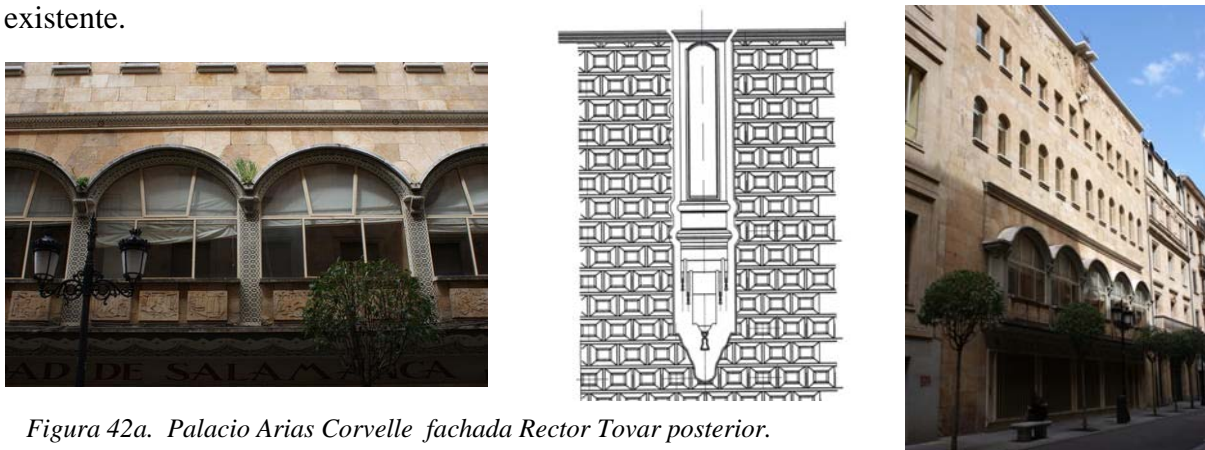 existente.
AD DE SALAMANCA
Figura 42a. Palacio Arias Corvelle fachada Rector Tovar posterior.